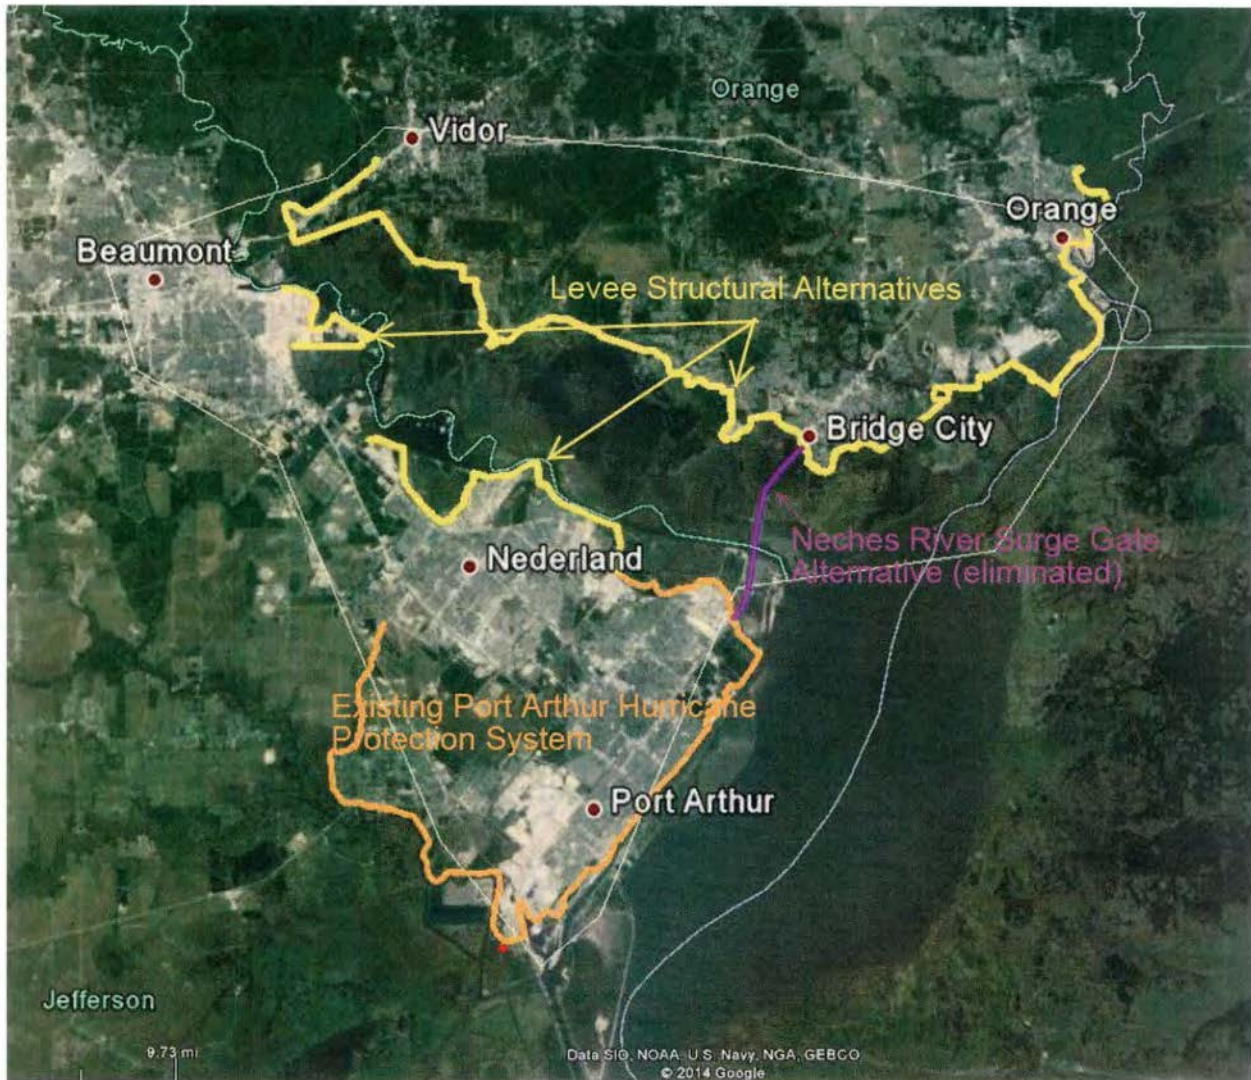 Orange
Vidor
Orange
Beaumont
Levee Structural Alternatives
Bridge City
Neches River Surge Gate
Alternative (eliminated)
Nederland
Existing Port Arthur Hurricane
Protection System
Port Arthur
Jefferson
9.73 mi
Data SIO, NOAA, U.S. Navy, NGA, GEBCO
© 2014 Google